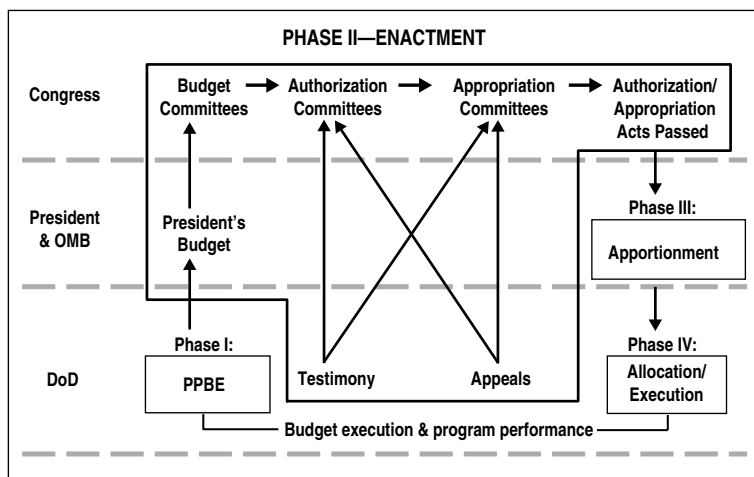 PHASE II—ENACTMENT
Congress
Budget
Committees
Authorization
Committees
Appropriation
Committees
Authorization/
Appropriation
Acts Passed
President
& OMB
President’s
Budget
Phase III:
Apportionment
DoD
Phase I:
PPBE
Testimony
Appeals
Phase IV:
Allocation/
Execution
Budget execution & program performance